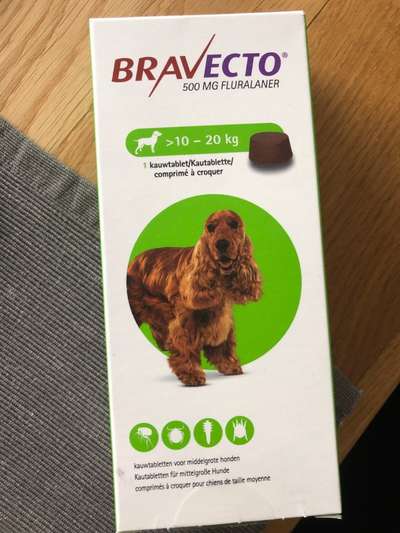 BRAVECTO®
500 MG FLURALANER
>10 – 20 kg
1 kauwtablet/Kautablette/
comprimé à croquer
kauwtabletten voor middelgrote honden
Kautabletten für mittelgroße Hunde
comprimés à croquer pour chiens de taille moyenne